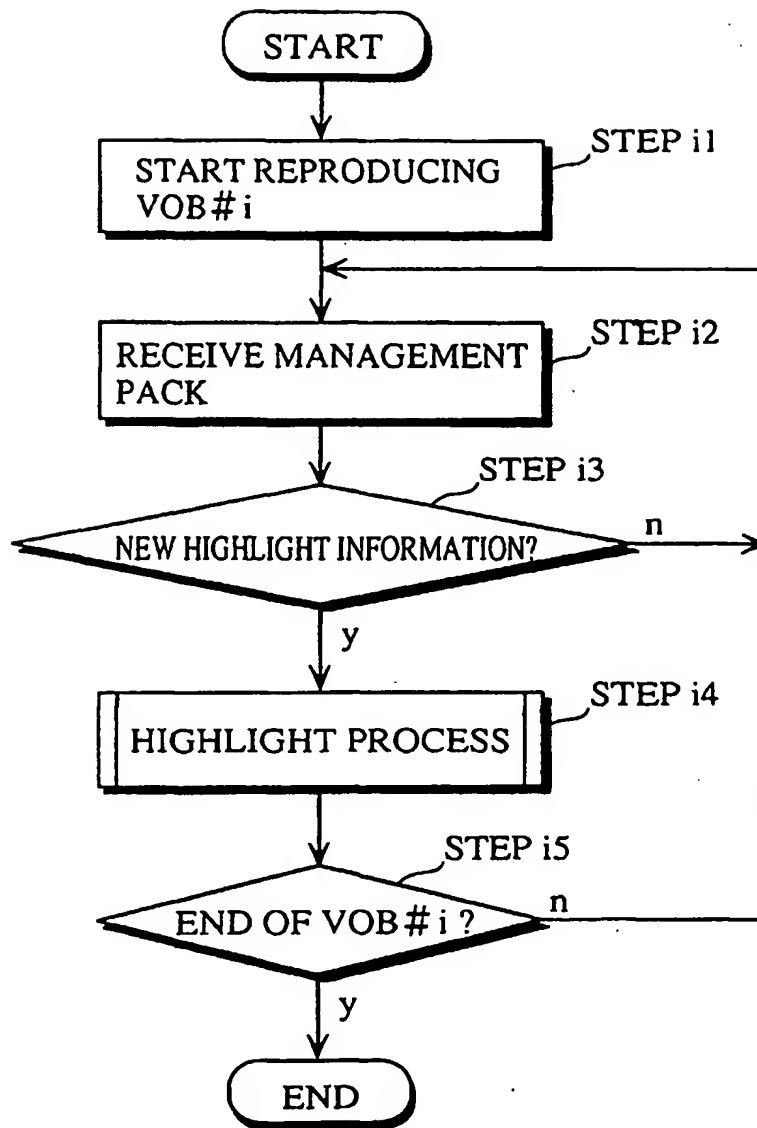 START
STEP i1
START REPRODUCING
VOB# i
STEP i2
RECEIVE MANAGEMENT
PACK
STEP i3
NEW HIGHLIGHT INFORMATION?
n
y
STEP i4
HIGHLIGHT PROCESS
STEP i5
END OF VOB# i ?
n
y
END